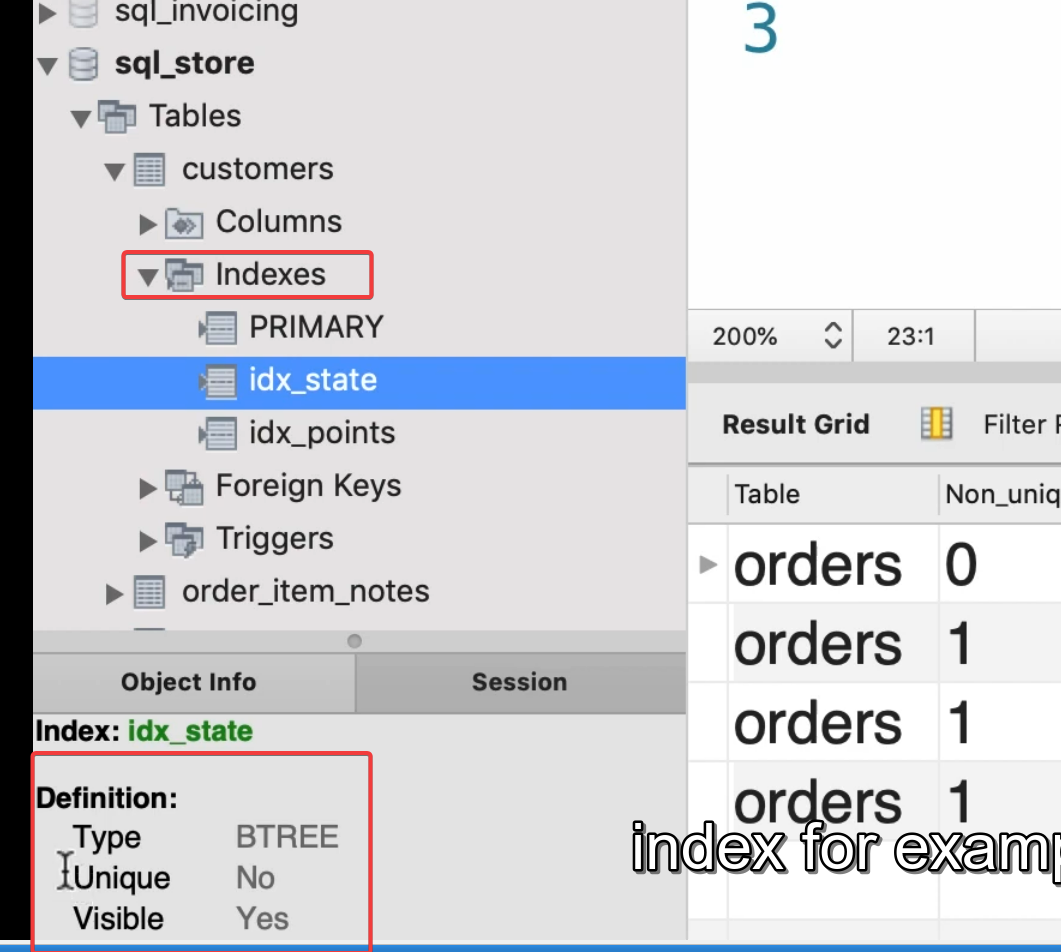 sql_invoicing
sql_store
Tables
customers
Columns
Indexes
PRIMARY
idx_state
idx_points
Foreign Keys
Triggers
order_item_notes
Object Info
Session
Index: idx_state
Definition:
Type BTREE
Unique No
Visible Yes
3
200%
23:1
Result Grid
Filter
Table Non_uniq
orders 0
orders 1
orders 1
orders 1
index for examp